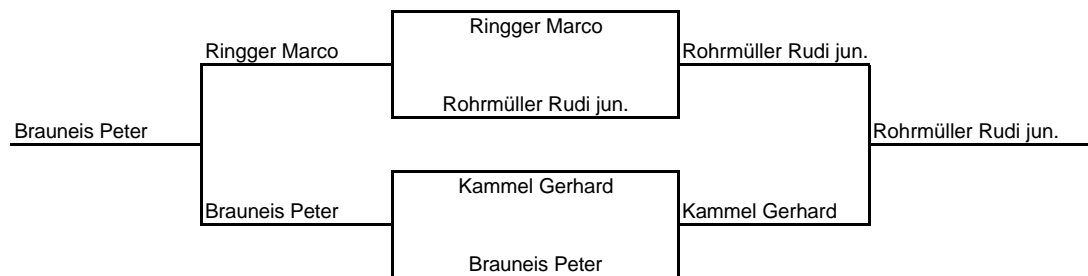 Ringger Marco
Ringger Marco
Rohrmüller Rudi jun.
Rohrmüller Rudi jun.
Brauneis Peter
Rohrmüller Rudi jun.
Kammel Gerhard
Brauneis Peter
Kammel Gerhard
Brauneis Peter